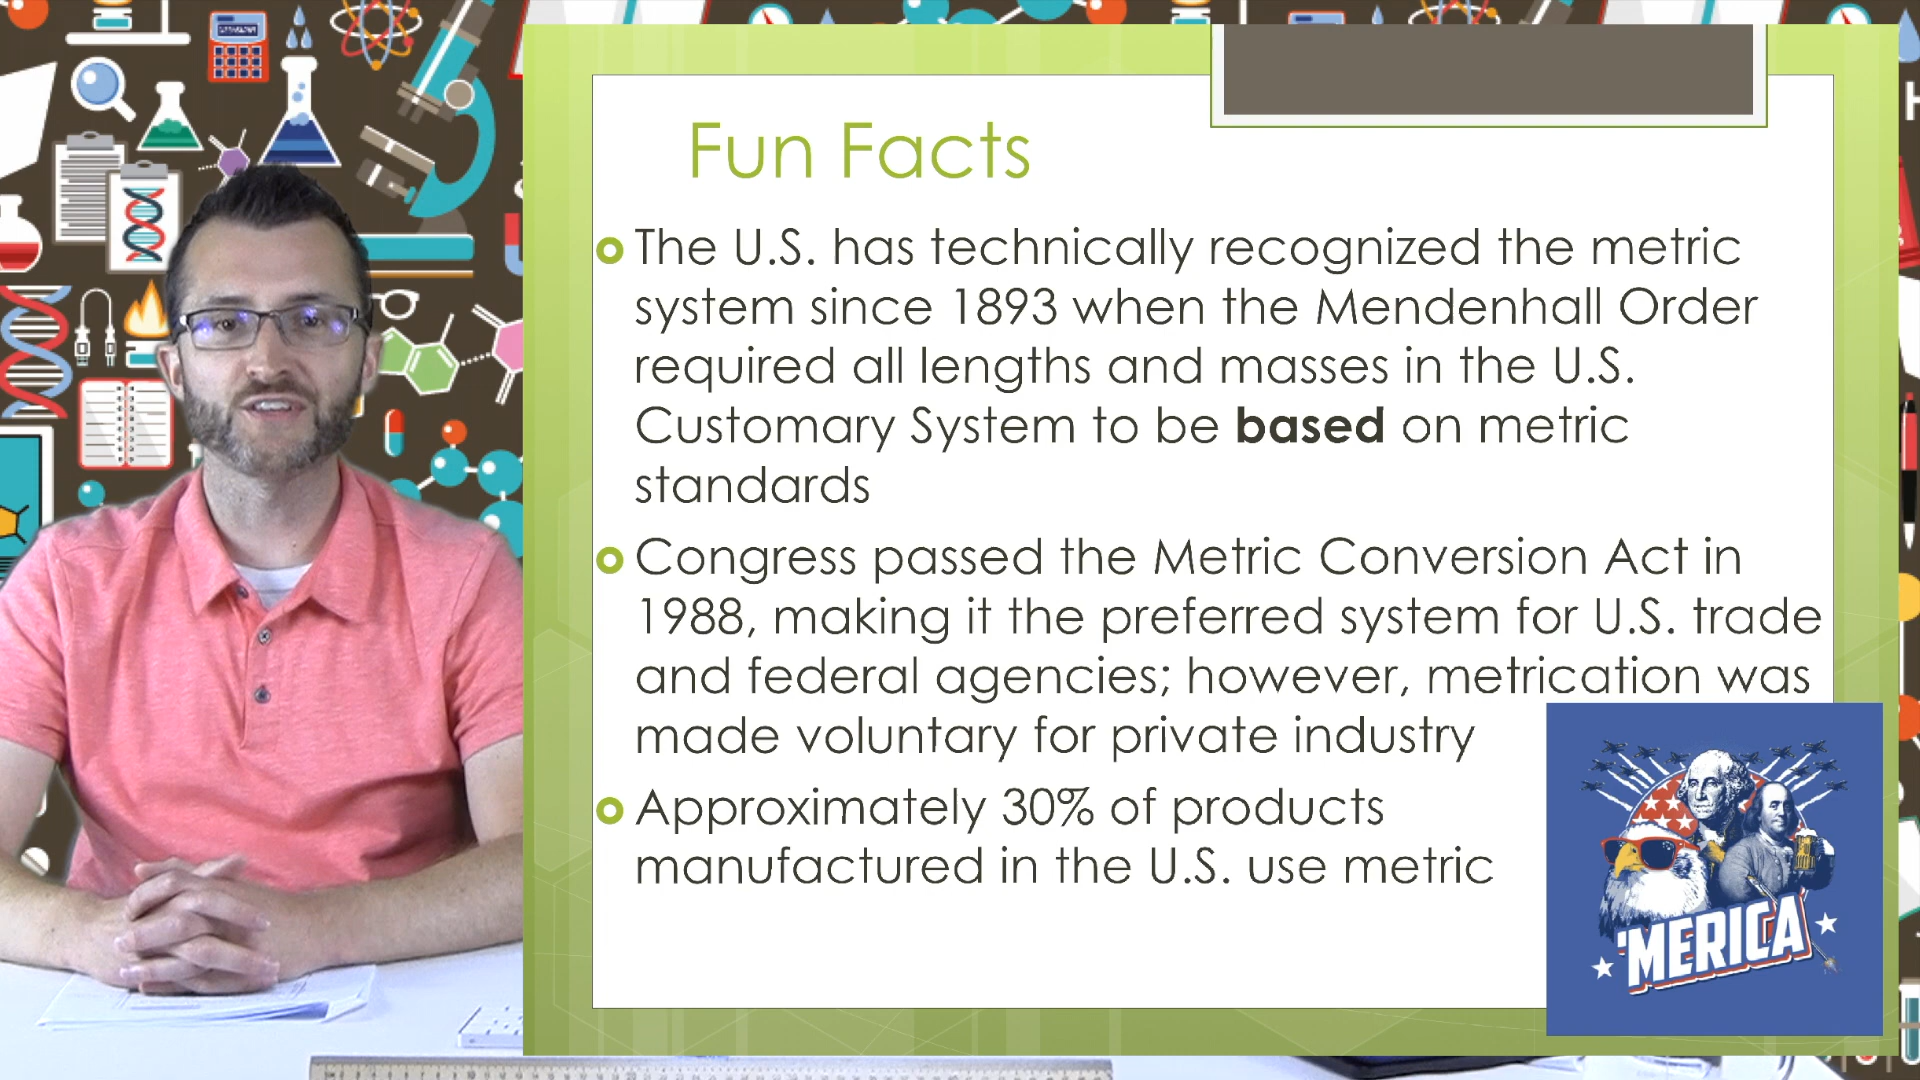 Fun Facts
The U.S. has technically recognized the metric
system since 1893 when the Mendenhall Order
required all lengths and masses in the U.S.
Customary System to be based on metric
standards
Congress passed the Metric Conversion Act in
1988, making it the preferred system for U.S. trade
and federal agencies; however, metrication was
made voluntary for private industry
Approximately 30% of products
manufactured in the U.S. use metric
'MERICA